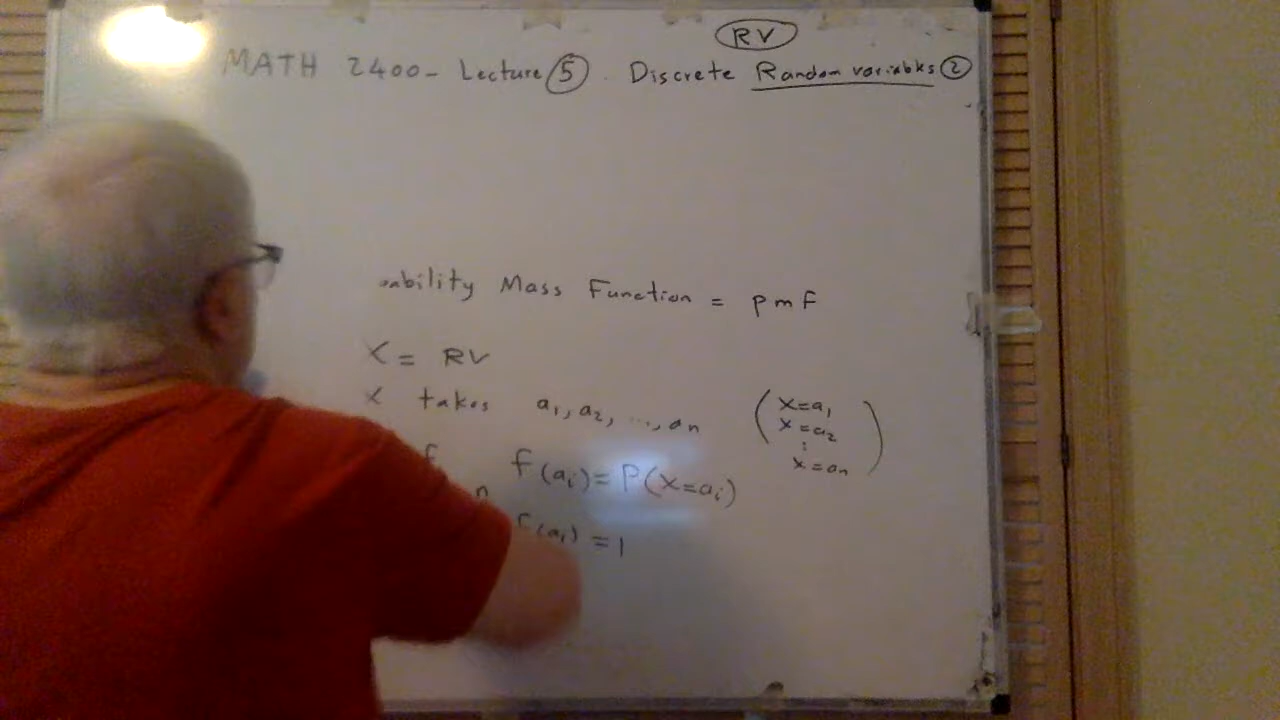 RV
MATH 2400- Lecture 5 . Discrete Random variables 2
ability Mass Function = pmf
X = RV
X takes a1, a2, ..., an (x=a1
x=a2
:
x=an)
f f(ai)= P(x=ai)
n
f(ai) = 1